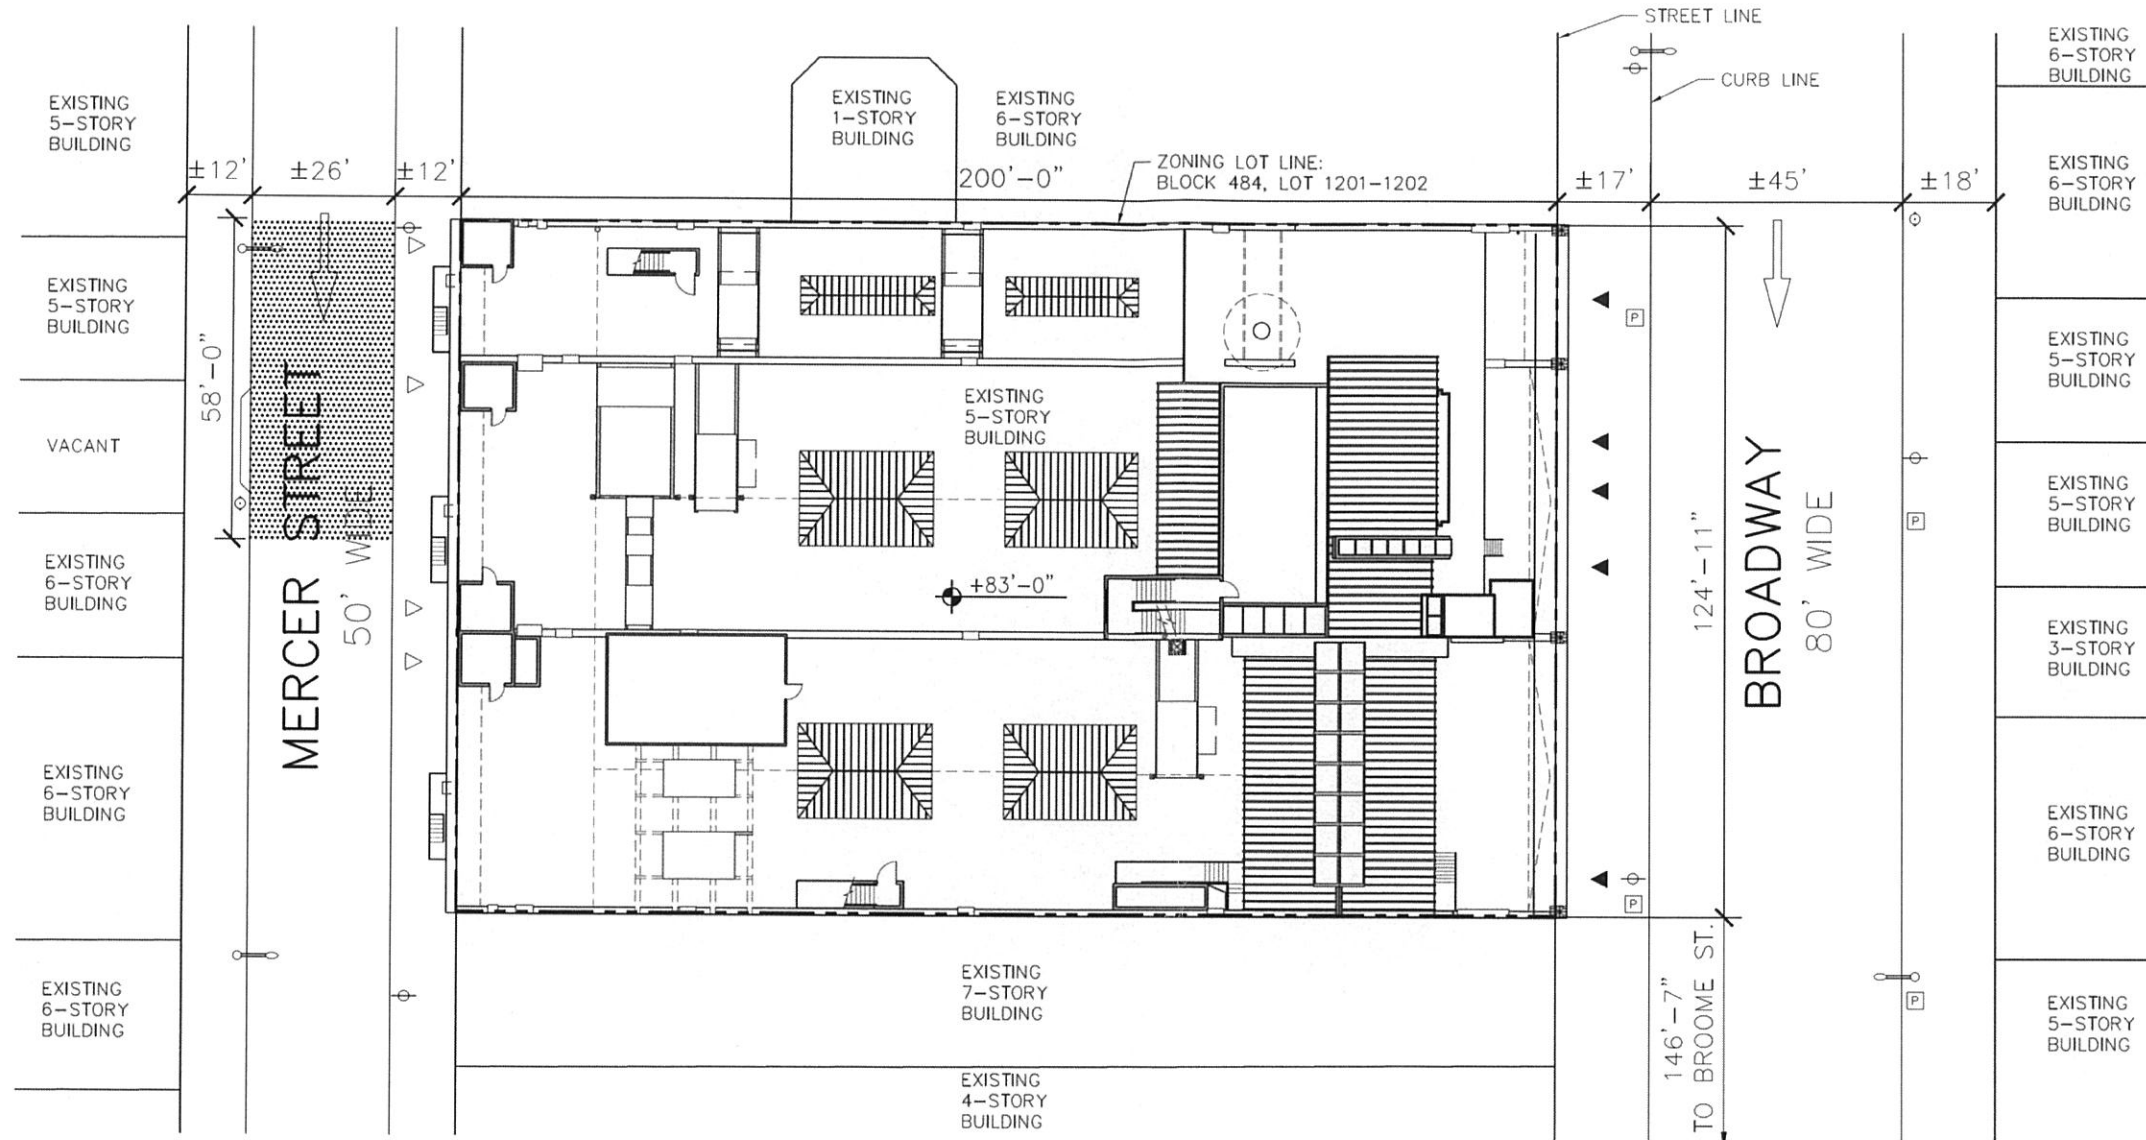 STREET LINE
CURB LINE
EXISTING
6-STORY
BUILDING
EXISTING
5-STORY
BUILDING
EXISTING
1-STORY
BUILDING
EXISTING
6-STORY
BUILDING
ZONING LOT LINE:
BLOCK 484, LOT 1201-1202
±12'
±26'
±12'
200'-0"
±17'
±45'
±18'
EXISTING
6-STORY
BUILDING
EXISTING
5-STORY
BUILDING
58'-0"
MERCER STREET
50' WIDE
VACANT
EXISTING
6-STORY
BUILDING
EXISTING
6-STORY
BUILDING
EXISTING
6-STORY
BUILDING
EXISTING
5-STORY
BUILDING
+83'-0"
P
P
124'-11"
BROADWAY
80' WIDE
P
P
EXISTING
5-STORY
BUILDING
EXISTING
5-STORY
BUILDING
EXISTING
3-STORY
BUILDING
EXISTING
6-STORY
BUILDING
EXISTING
5-STORY
BUILDING
EXISTING
7-STORY
BUILDING
EXISTING
4-STORY
BUILDING
146'-7"
TO BROOME ST.